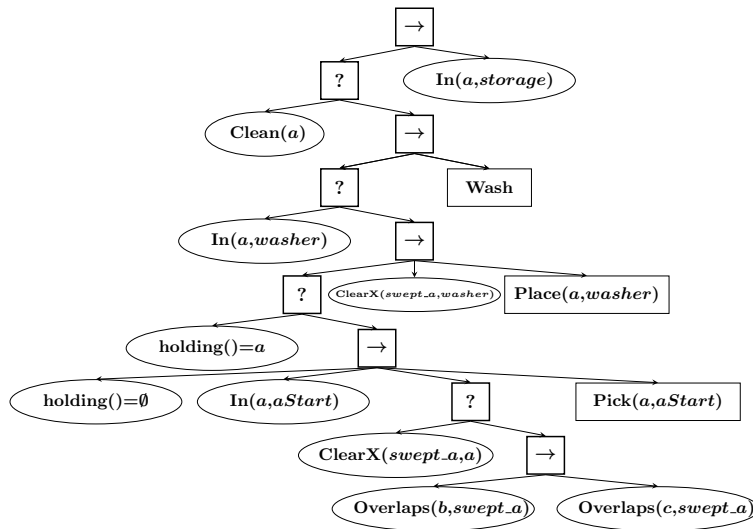 →
?
In(a,storage)
Clean(a)
→
?
Wash
In(a,washer)
→
?
ClearX(swept_a,washer)
Place(a,washer)
holding()=a
→
holding()=∅
In(a,aStart)
?
Pick(a,aStart)
ClearX(swept_a,a)
→
Overlaps(b,swept_a)
Overlaps(c,swept_a)